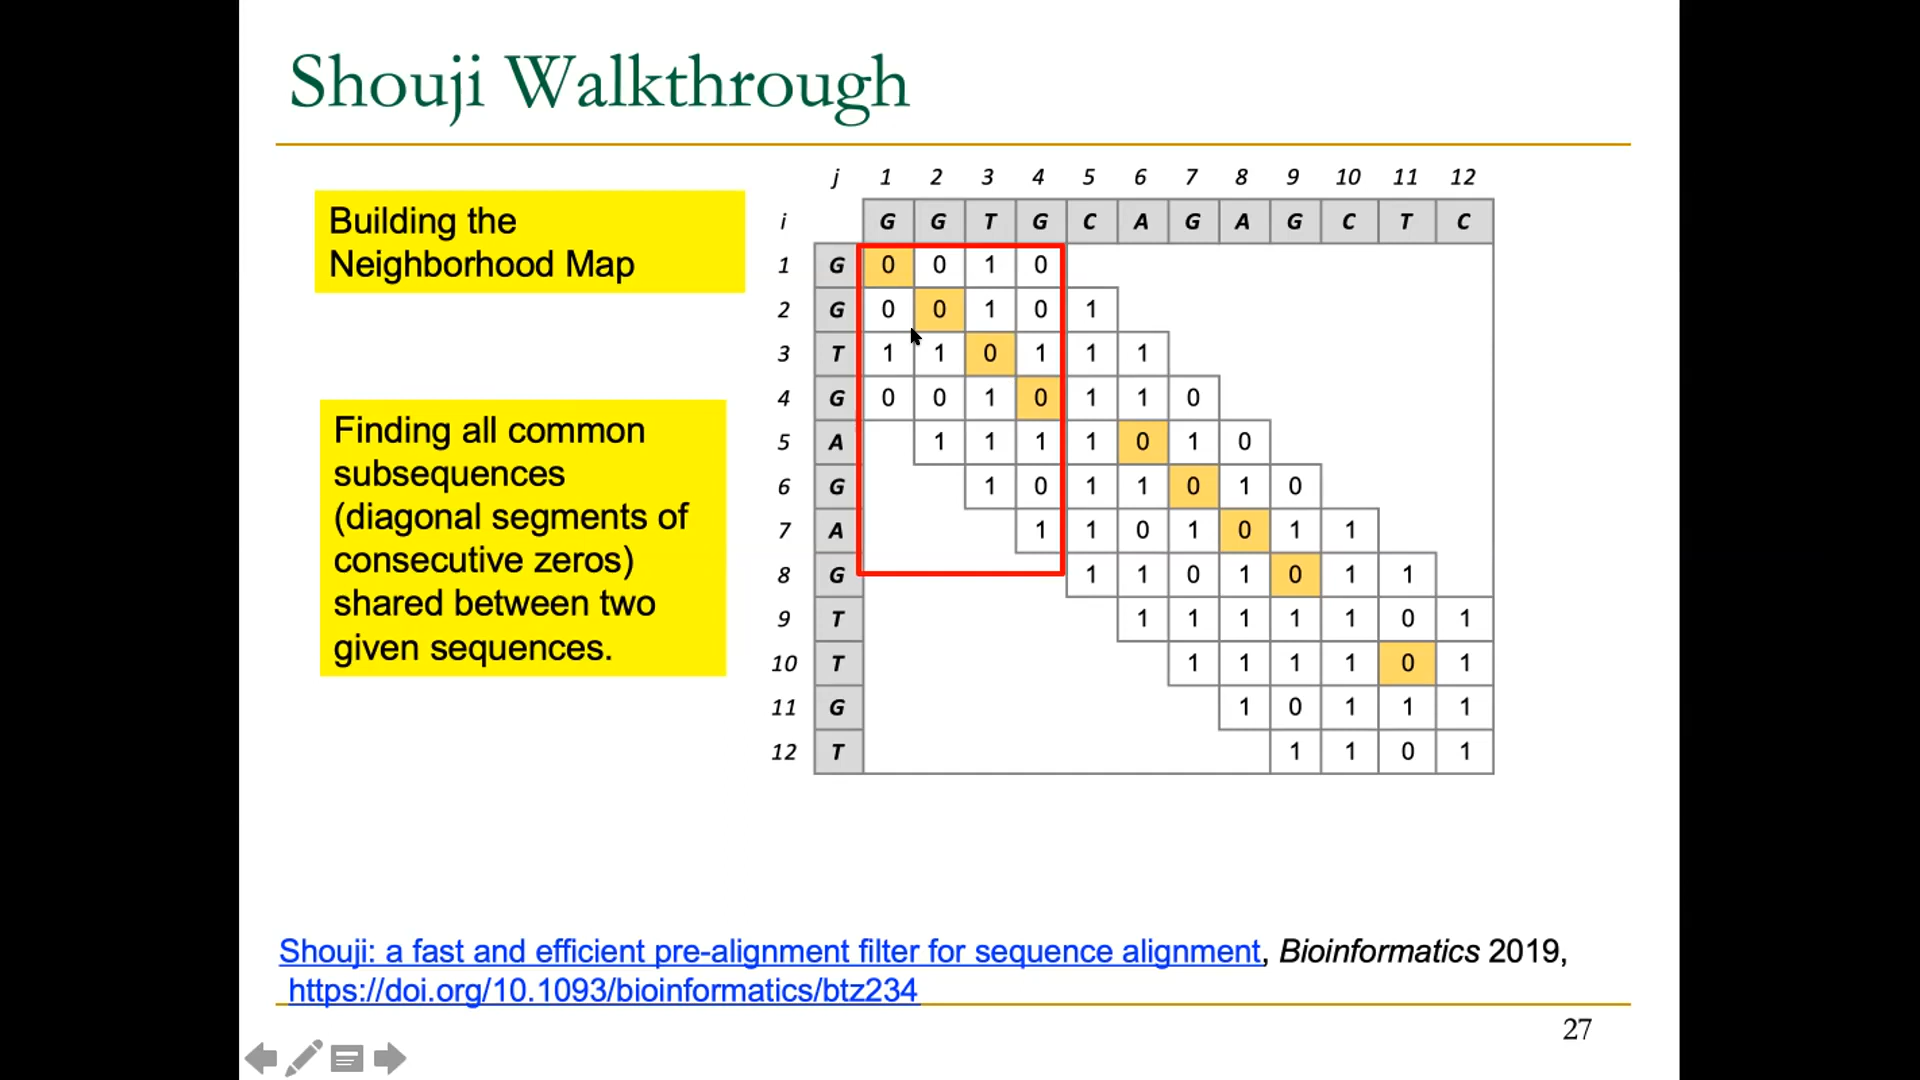 Shouji Walkthrough
Building the
Neighborhood Map
Finding all common
subsequences
(diagonal segments of
consecutive zeros)
shared between two
given sequences.
j 1 2 3 4 5 6 7 8 9 10 11 12
i G G T G C A G A G C T C
1 G 0 0 1 0
2 G 0 0 1 0 1
3 T 1 1 0 1 1 1
4 G 0 0 1 0 1 1 0
5 A 1 1 1 1 0 1 0
6 G 1 0 1 1 0 1 0
7 A 1 1 0 1 0 1 1
8 G 1 1 0 1 0 1 1
9 T 1 1 1 1 1 0 1
10 T 1 1 1 1 0 1
11 G 1 0 1 1 1
12 T 1 1 0 1
Shouji: a fast and efficient pre-alignment filter for sequence alignment, Bioinformatics 2019,
https://doi.org/10.1093/bioinformatics/btz234
27